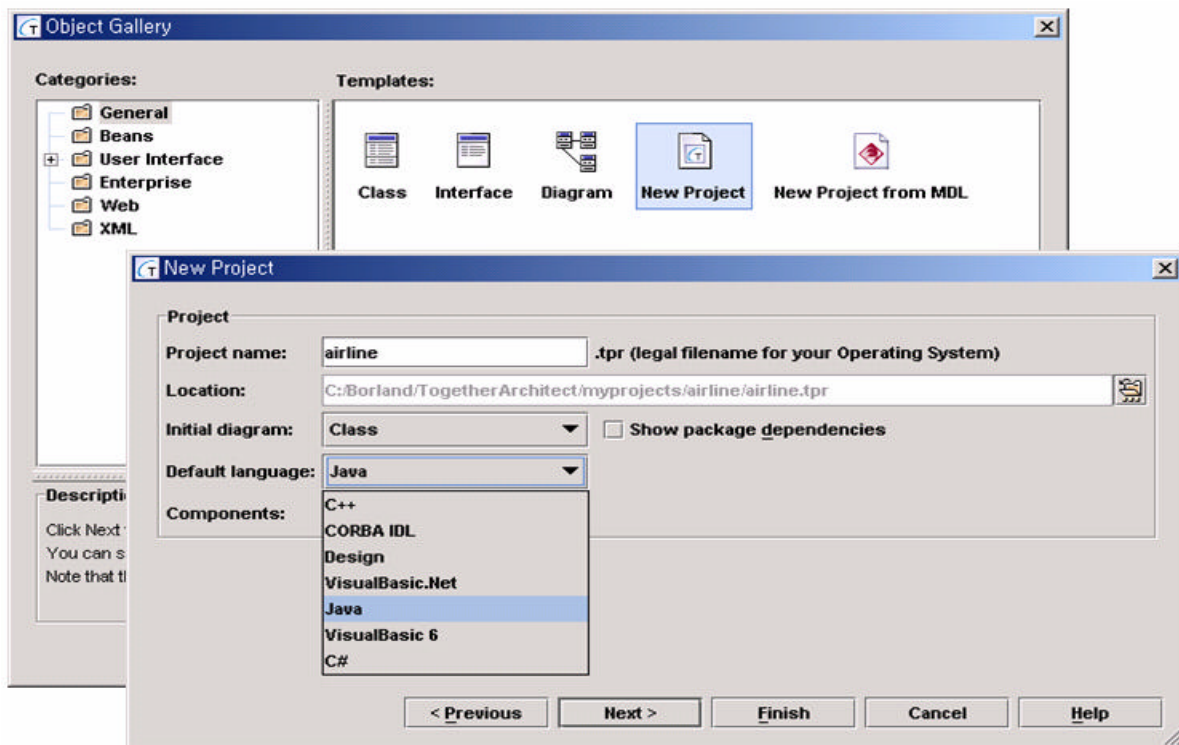 Object Gallery
Categories:
General
Beans
User Interface
Enterprise
Web
XML
Templates:
Class
Interface
Diagram
New Project
New Project from MDL
Click Next
You can s
Note that
New Project
Project
Project name:
airline
.tpr (legal filename for your Operating System)
Location:
C:/Borland/TogetherArchitect/myprojects/airline/airline.tpr
Initial diagram:
Class
Show package dependencies
Default language:
Java
C++
CORBA IDL
Design
VisualBasic.Net
Java
VisualBasic 6
C#
Components:
< Previous
Next >
Finish
Cancel
Help